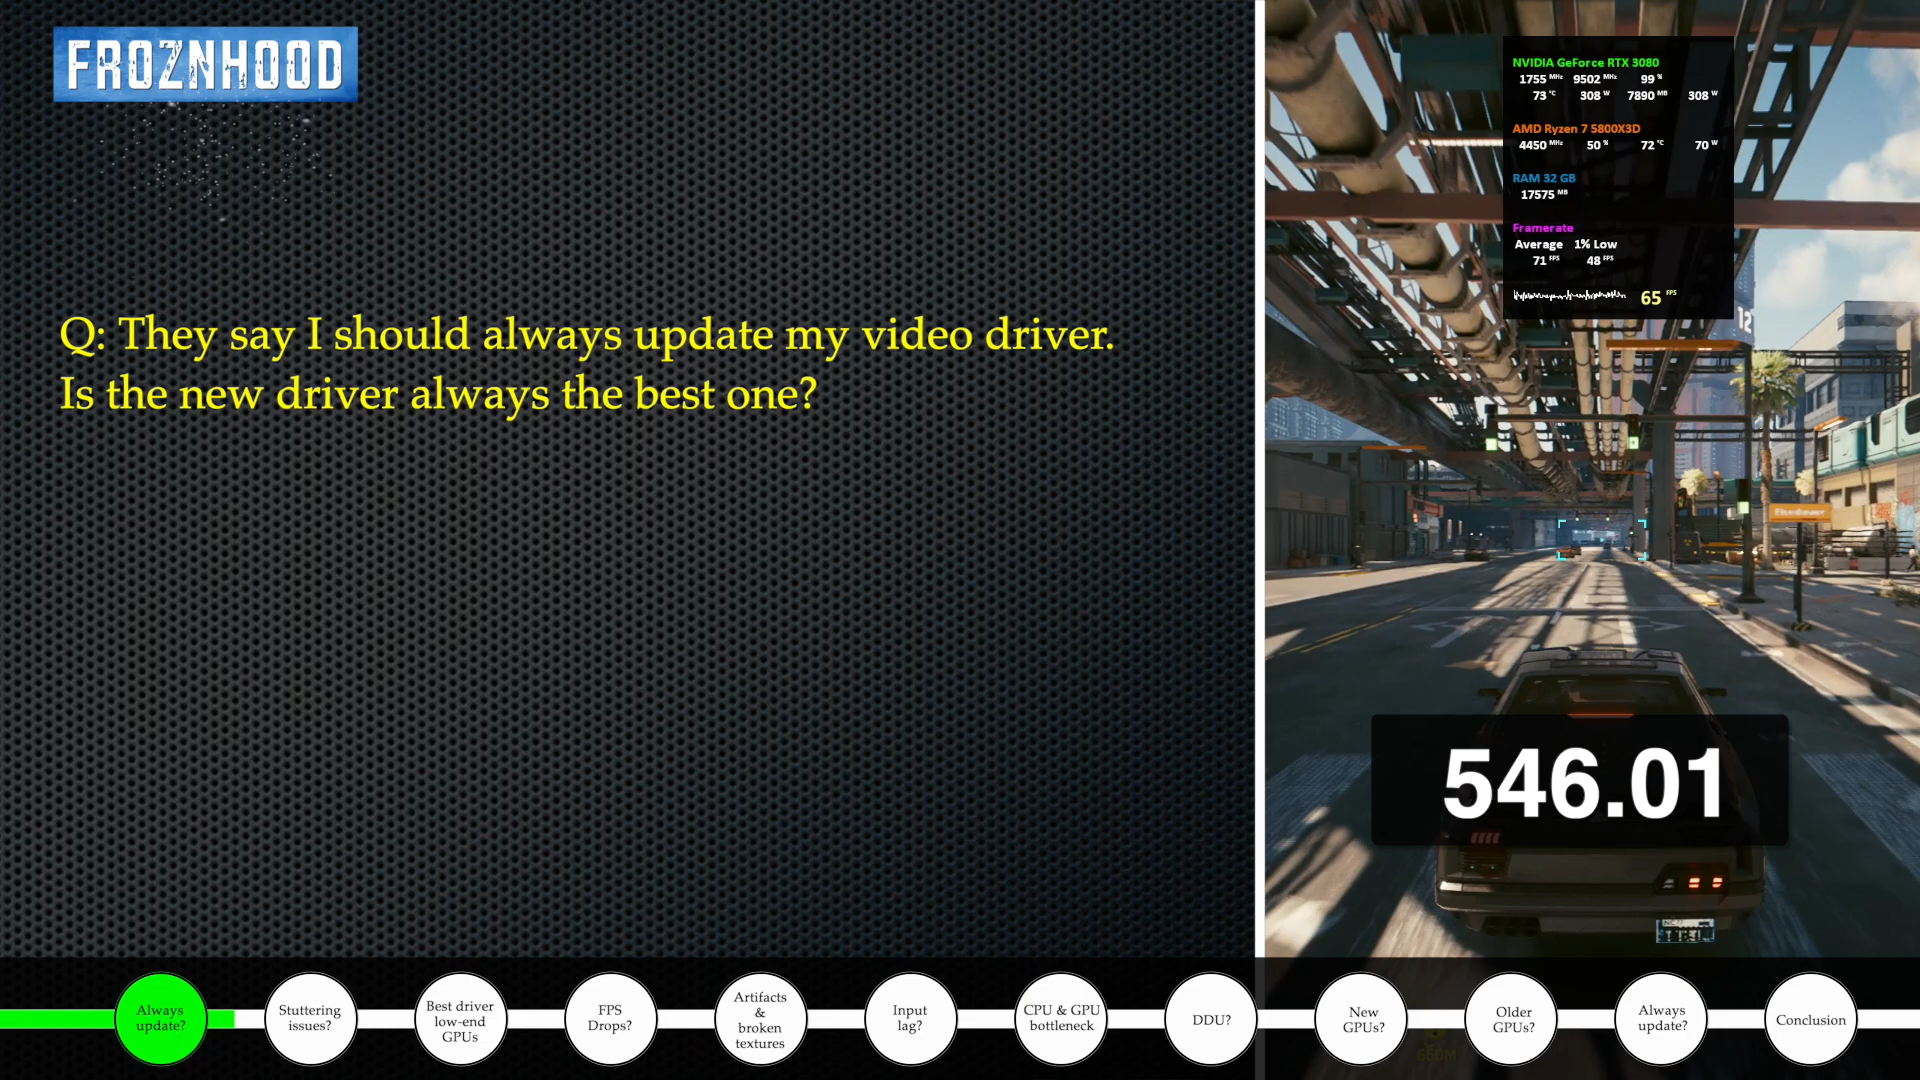 FROZNHOOD
Q: They say I should always update my video driver.
Is the new driver always the best one?
NVIDIA GeForce RTX 3080
1755 MHz 9502 MHz 99 %
73 °C 308 W 7890 MB 308 W
AMD Ryzen 7 5800X3D
4450 MHz 50 % 72 °C 70 W
RAM 32 GB
17575 MB
Framerate
Average 1% Low
71 FPS 48 FPS
65 FPS
12
546.01
Always
update?
Stuttering
issues?
Best driver
low-end
GPUs
FPS
Drops?
Artifacts
&
broken
textures
Input
lag?
CPU & GPU
bottleneck
DDU?
New
GPUs?
Older
GPUs?
Always
update?
Conclusion
650M